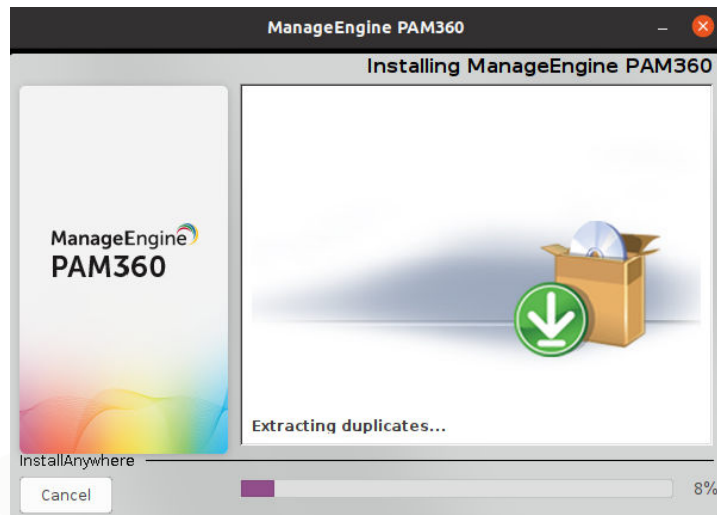 ManageEngine PAM360
Installing ManageEngine PAM360
ManageEngine
PAM360
Extracting duplicates...
InstallAnywhere
Cancel
8%